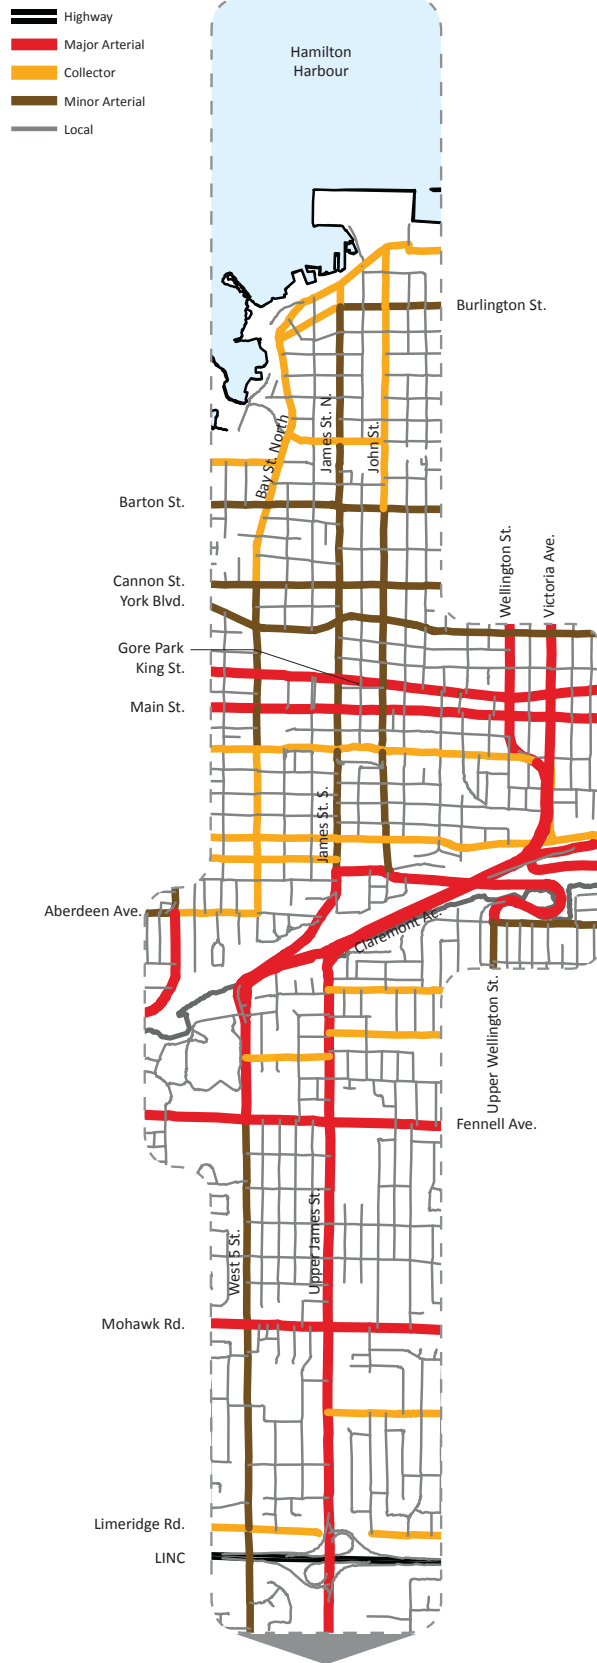 Highway
Major Arterial
Collector
Minor Arterial
Local
Hamilton
Harbour
Burlington St.
James St. N.
John St.
Bay St. North
Barton St.
Wellington St.
Victoria Ave.
Cannon St.
York Blvd.
Gore Park
King St.
Main St.
James St. S.
Aberdeen Ave.
Claremont Ac.
Upper Wellington St.
Fennell Ave.
West 5 St.
Upper James St.
Mohawk Rd.
Limeridge Rd.
LINC